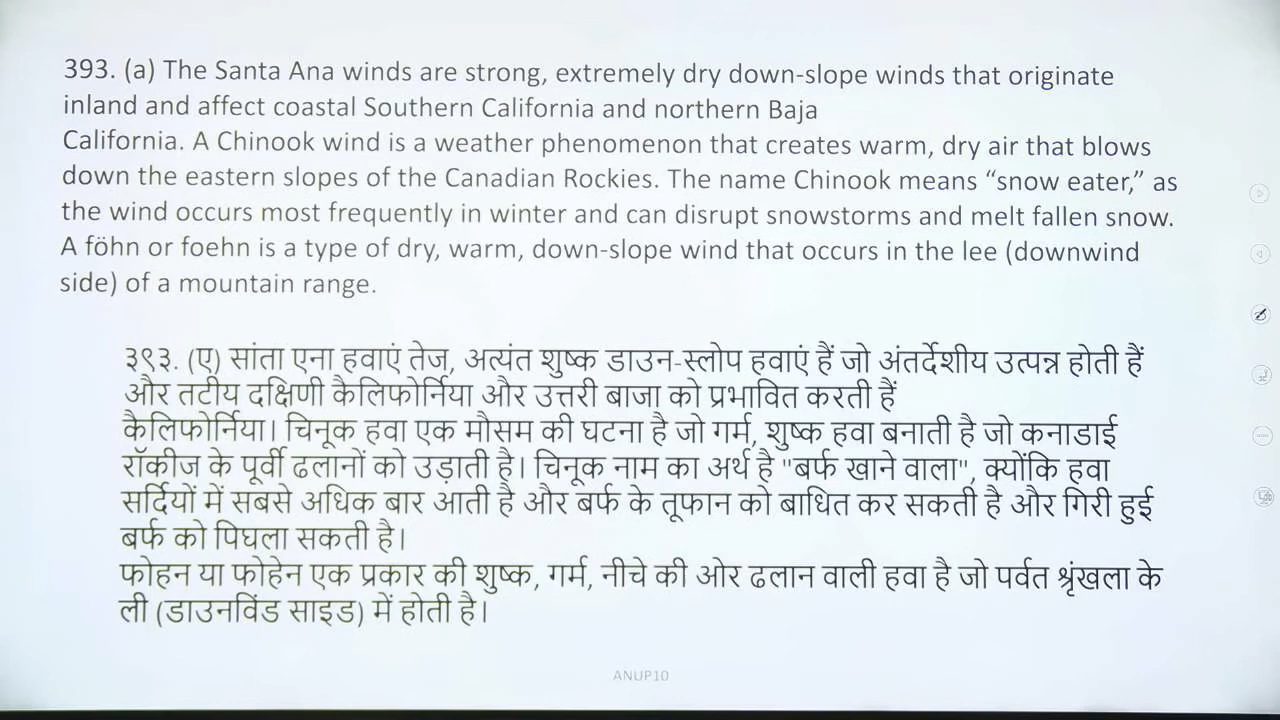 393. (a) The Santa Ana winds are strong, extremely dry down-slope winds that originate
inland and affect coastal Southern California and northern Baja
California. A Chinook wind is a weather phenomenon that creates warm, dry air that blows
down the eastern slopes of the Canadian Rockies. The name Chinook means “snow eater,” as
the wind occurs most frequently in winter and can disrupt snowstorms and melt fallen snow.
A föhn or foehn is a type of dry, warm, down-slope wind that occurs in the lee (downwind
side) of a mountain range.
३९३. (ए) सांता एना हवाएं तेज, अत्यंत शुष्क डाउन-स्लोप हवाएं हैं जो अंतर्देशीय उत्पन्न होती हैं
और तटीय दक्षिणी कैलिफोर्निया और उत्तरी बाजा को प्रभावित करती हैं
कैलिफोर्निया। चिनूक हवा एक मौसम की घटना है जो गर्म, शुष्क हवा बनाती है जो कनाडाई
रॉकीज के पूर्वी ढलानों को उड़ाती है। चिनूक नाम का अर्थ है "बर्फ खाने वाला", क्योंकि हवा
सर्दियों में सबसे अधिक बार आती है और बर्फ के तूफान को बाधित कर सकती है और गिरी हुई
बर्फ को पिघला सकती है।
फोहन या फोहेन एक प्रकार की शुष्क, गर्म, नीचे की ओर ढलान वाली हवा है जो पर्वत श्रृंखला के
ली (डाउनविंड साइड) में होती है।
ANUP10